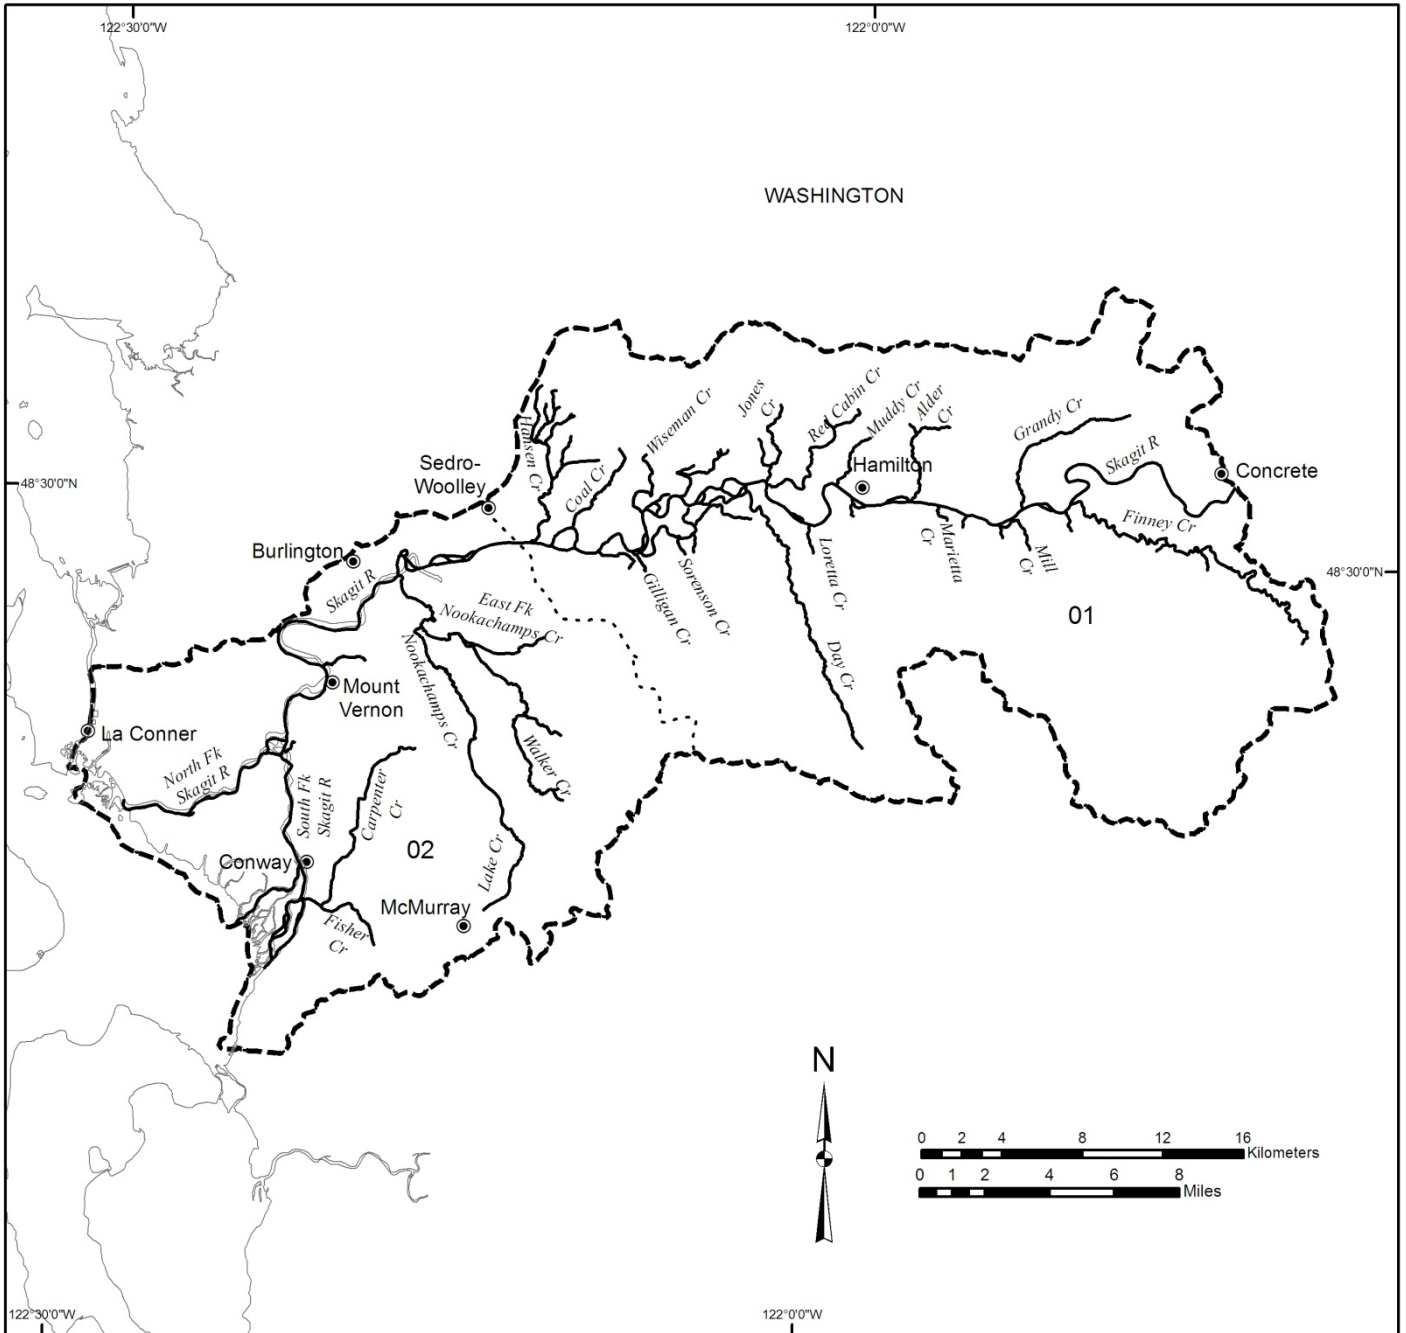 122°30'0"W
122°0'0"W
WASHINGTON
Jones
Cr
Wiseman Cr
Red Cabin Cr
Muddy Cr
Alder
Cr
Grandy Cr
Skagit R
Hansen Cr
Coal Cr
Sedro-
Woolley
Hamilton
Concrete
48°30'0"N
Finney Cr
Burlington
Marietta
Cr
Mill
Cr
Loretta Cr
Sorenson Cr
Gilligan Cr
48°30'0"N
Skagit R
East Fk
Nookachamps Cr
01
Nookachamps Cr
Day Cr
Mount
Vernon
La Conner
North Fk
Skagit R
Walker Cr
South Fk
Skagit R
Carpenter
Cr
02
Conway
Lake Cr
McMurray
Fisher
Cr
N
0 2 4 8 12 16
Kilometers
0 1 2 4 6 8
Miles
122°30'0"W
122°0'0"W